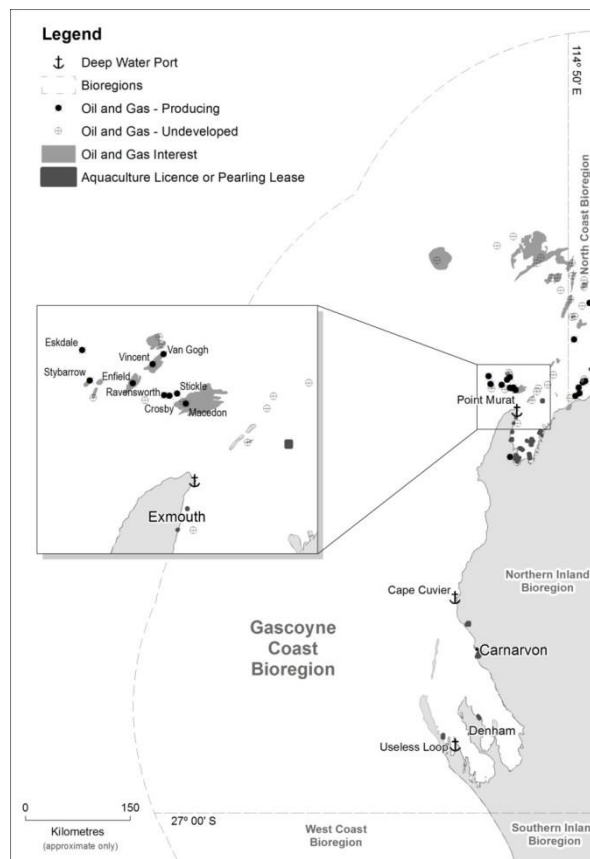 Legend
Deep Water Port
Bioregions
Oil and Gas - Producing
Oil and Gas - Undeveloped
Oil and Gas Interest
Aquaculture Licence or Pearling Lease
114º 50' E
North Coast Bioregion
Eskdale
Van Gogh
Vincent
Stybarrow
Enfield
Stickle
Ravensworth
Crosby
Macedon
Exmouth
Point Murat
Cape Cuvier
Northern Inland
Bioregion
Gascoyne
Coast
Bioregion
Carnarvon
Denham
Useless Loop
0
150
Kilometres
(approximate only)
27º 00' S
West Coast
Bioregion
Southern Inland
Bioregion